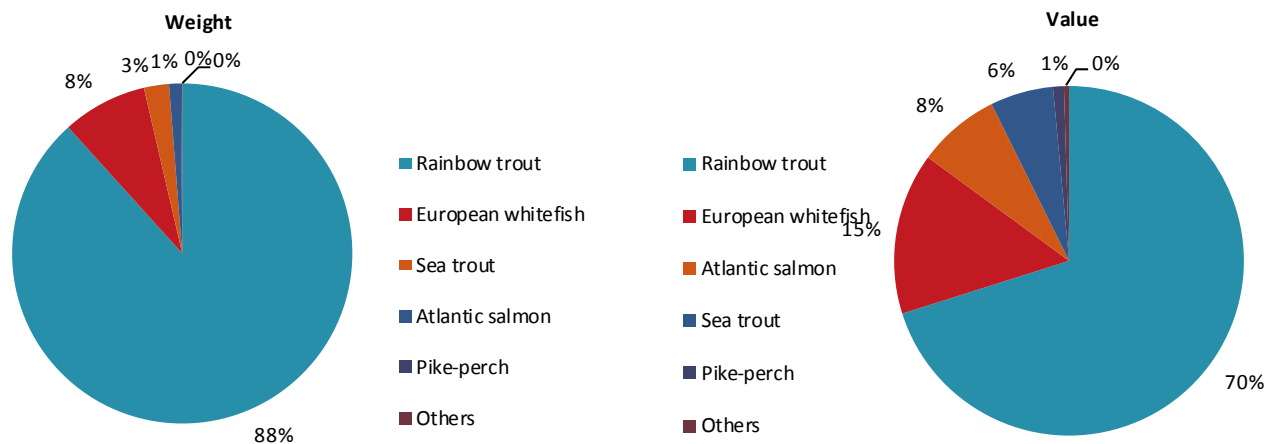 Weight
8%
3%
1%
0%
0%
88%
Rainbow trout
European whitefish
Sea trout
Atlantic salmon
Pike-perch
Others
Value
8%
6%
1%
0%
15%
70%
Rainbow trout
European whitefish
Atlantic salmon
Sea trout
Pike-perch
Others